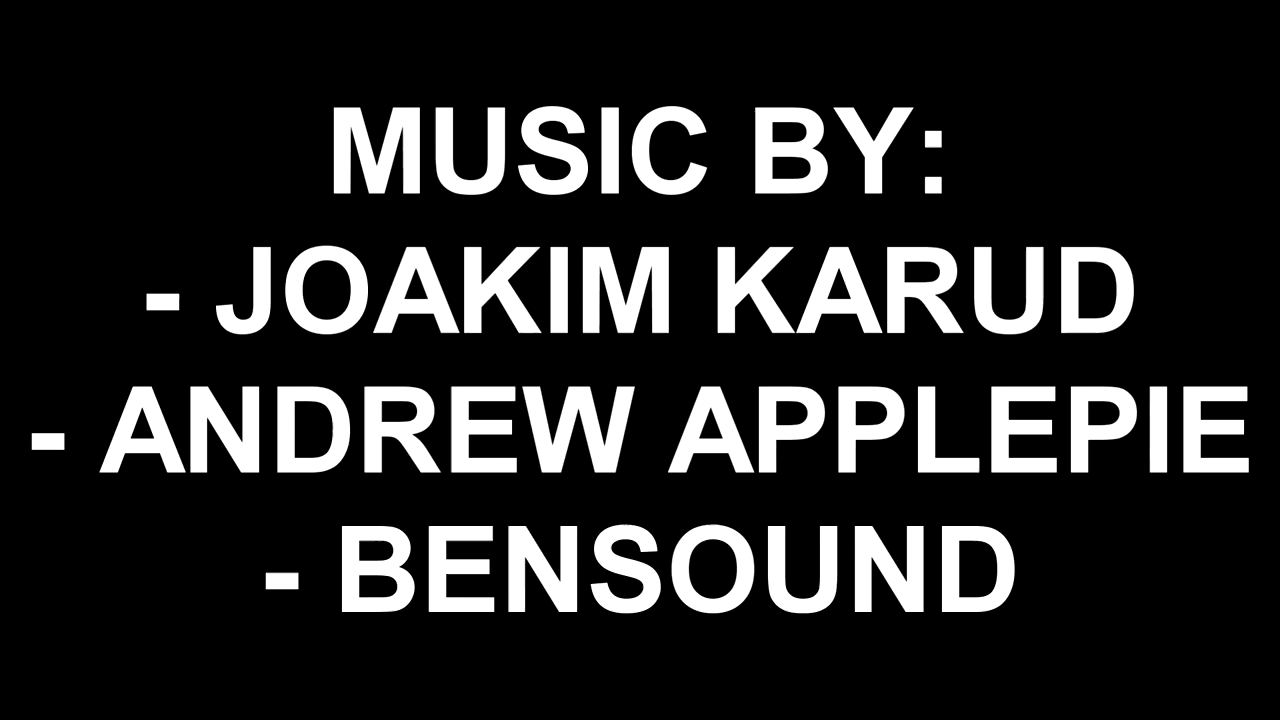 MUSIC BY:
- JOAKIM KARUD
- ANDREW APPLEPIE
- BENSOUND